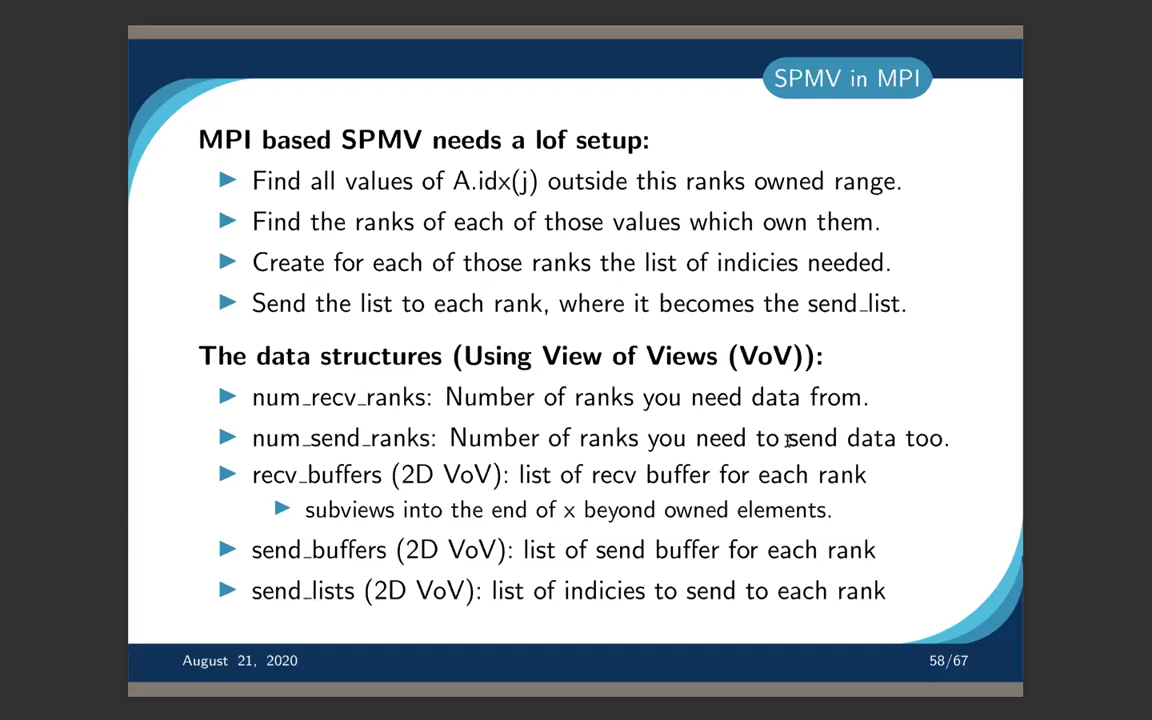 SPMV in MPI
MPI based SPMV needs a lof setup:
Find all values of A.idx(j) outside this ranks owned range.
Find the ranks of each of those values which own them.
Create for each of those ranks the list of indicies needed.
Send the list to each rank, where it becomes the send_list.
The data structures (Using View of Views (VoV)):
num_recv_ranks: Number of ranks you need data from.
num_send_ranks: Number of ranks you need to send data too.
recv_buffers (2D VoV): list of recv buffer for each rank
subviews into the end of x beyond owned elements.
send_buffers (2D VoV): list of send buffer for each rank
send_lists (2D VoV): list of indicies to send to each rank
August 21, 2020
58/67